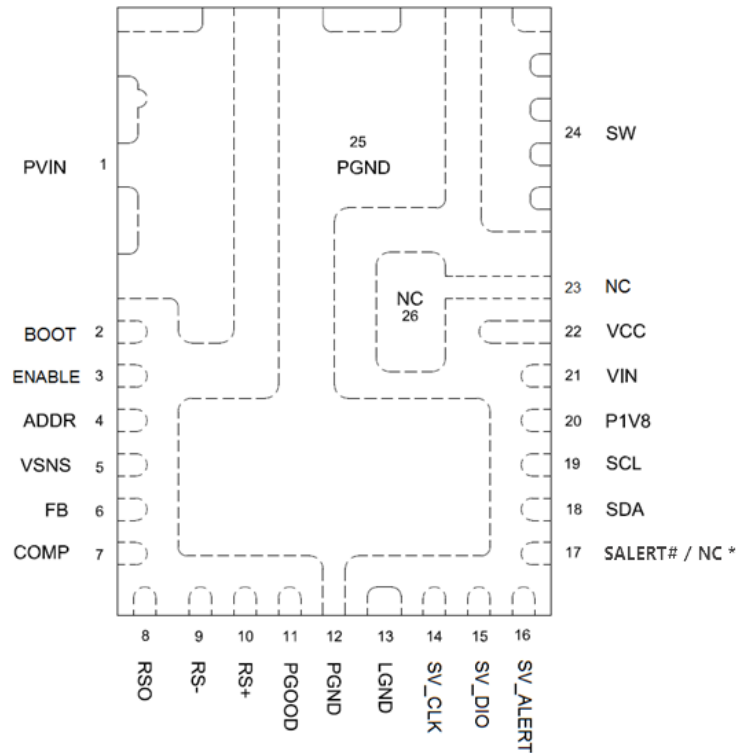 PVIN 1
BOOT 2
ENABLE 3
ADDR 4
VSNS 5
FB 6
COMP 7
25
PGND
NC
26
24 SW
23 NC
22 VCC
21 VIN
20 P1V8
19 SCL
18 SDA
17 SALERT# / NC *
8 9 10 11 12 13 14 15 16
RSO
RS-
RS+
PGOOD
PGND
LGND
SV_CLK
SV_DIO
SV_ALERT